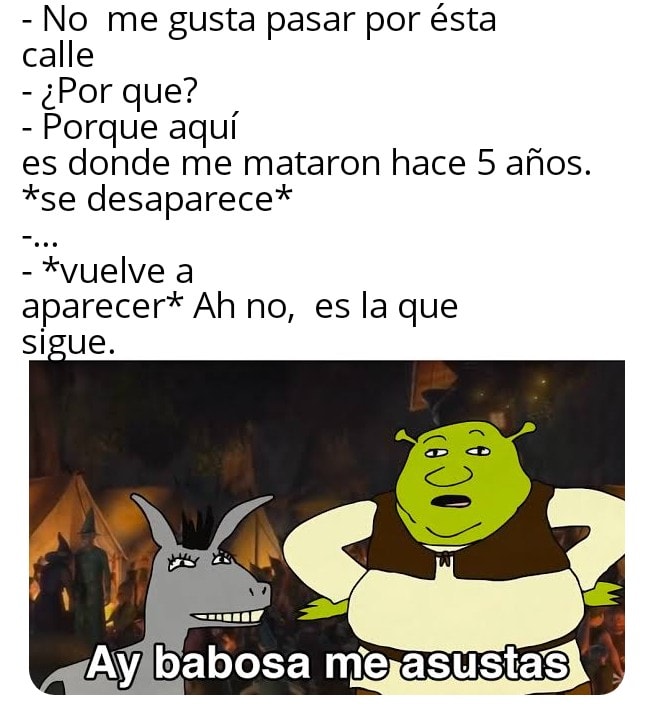 - No  me gusta pasar por ésta
calle
- ¿Por que?
- Porque aquí
es donde me mataron hace 5 años.
*se desaparece*
-...
- *vuelve a
aparecer* Ah no,  es la que
sigue.
Ay babosa me asustas